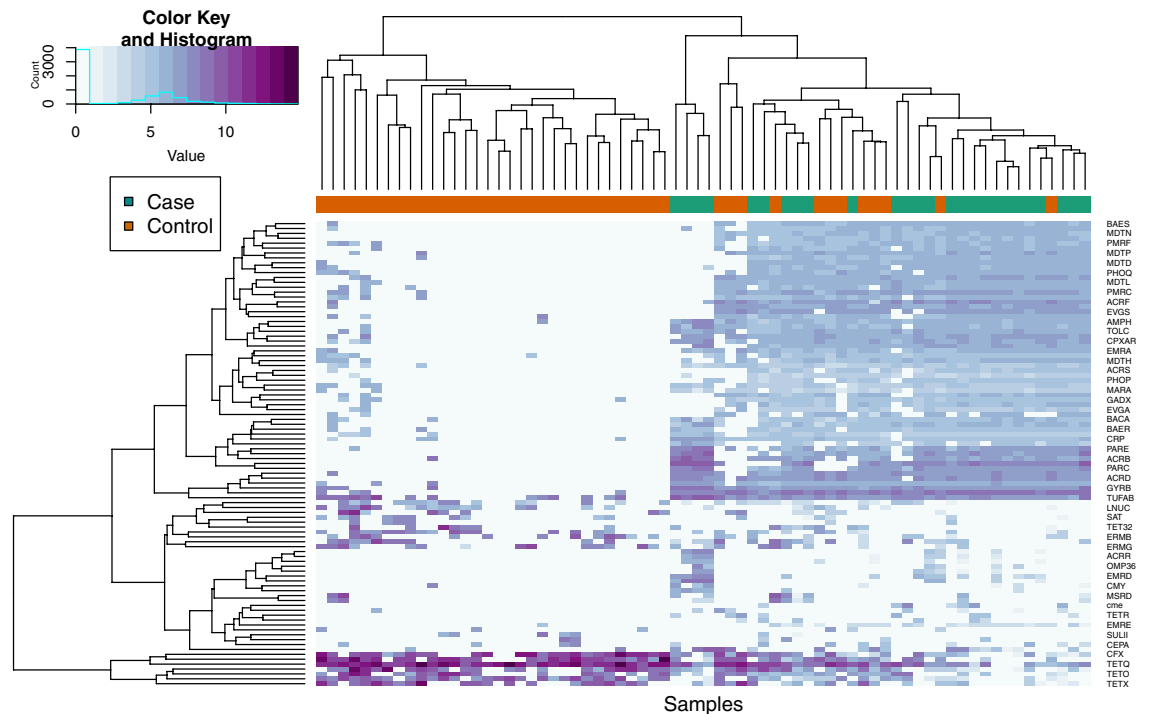 Color Key
and Histogram
Count
0 3000
0 5 10
Value
Case
Control
BAES
MDTN
PMRF
MDTP
MDTD
PHOQ
MDTL
PMRC
ACRF
EVGS
AMPH
TOLC
CPXAR
EMRA
MDTH
ACRS
PHOP
MARA
GADX
EVGA
BACA
BAER
CRP
PARE
ACRB
PARC
ACRD
GYRB
TUFAB
LNUC
SAT
TET32
ERMB
ERMG
ACRR
OMP36
EMRD
CMY
MSRD
cme
TETR
EMRE
SULII
CEPA
CFX
TETQ
TETO
TETX
Samples